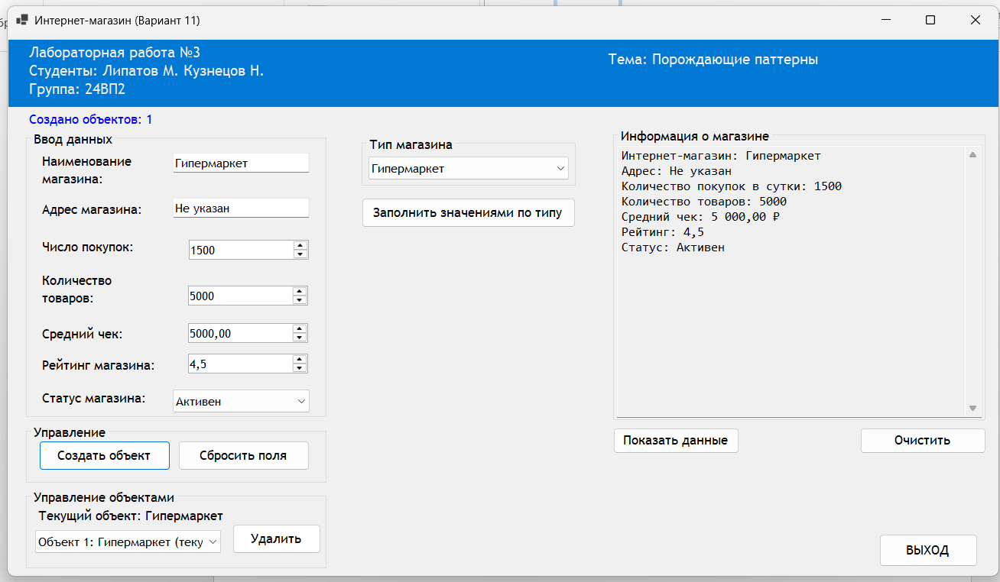 Интернет-магазин (Вариант 11)
Лабораторная работа №3
Студенты: Липатов М. Кузнецов Н.
Группа: 24ВП2
Тема: Порождающие паттерны
Создано объектов: 1
Ввод данных
Наименование
магазина:
Гипермаркет
Адрес магазина:
Не указан
Число покупок:
1500
Количество
товаров:
5000
Средний чек:
5000,00
Рейтинг магазина:
4,5
Статус магазина:
Активен
Управление
Создать объект
Сбросить поля
Управление объектами
Текущий объект: Гипермаркет
Объект 1: Гипермаркет (теку
Удалить
Тип магазина
Гипермаркет
Заполнить значениями по типу
Информация о магазине
Интернет-магазин: Гипермаркет
Адрес: Не указан
Количество покупок в сутки: 1500
Количество товаров: 5000
Средний чек: 5 000,00 ₽
Рейтинг: 4,5
Статус: Активен
Показать данные
Очистить
ВЫХОД